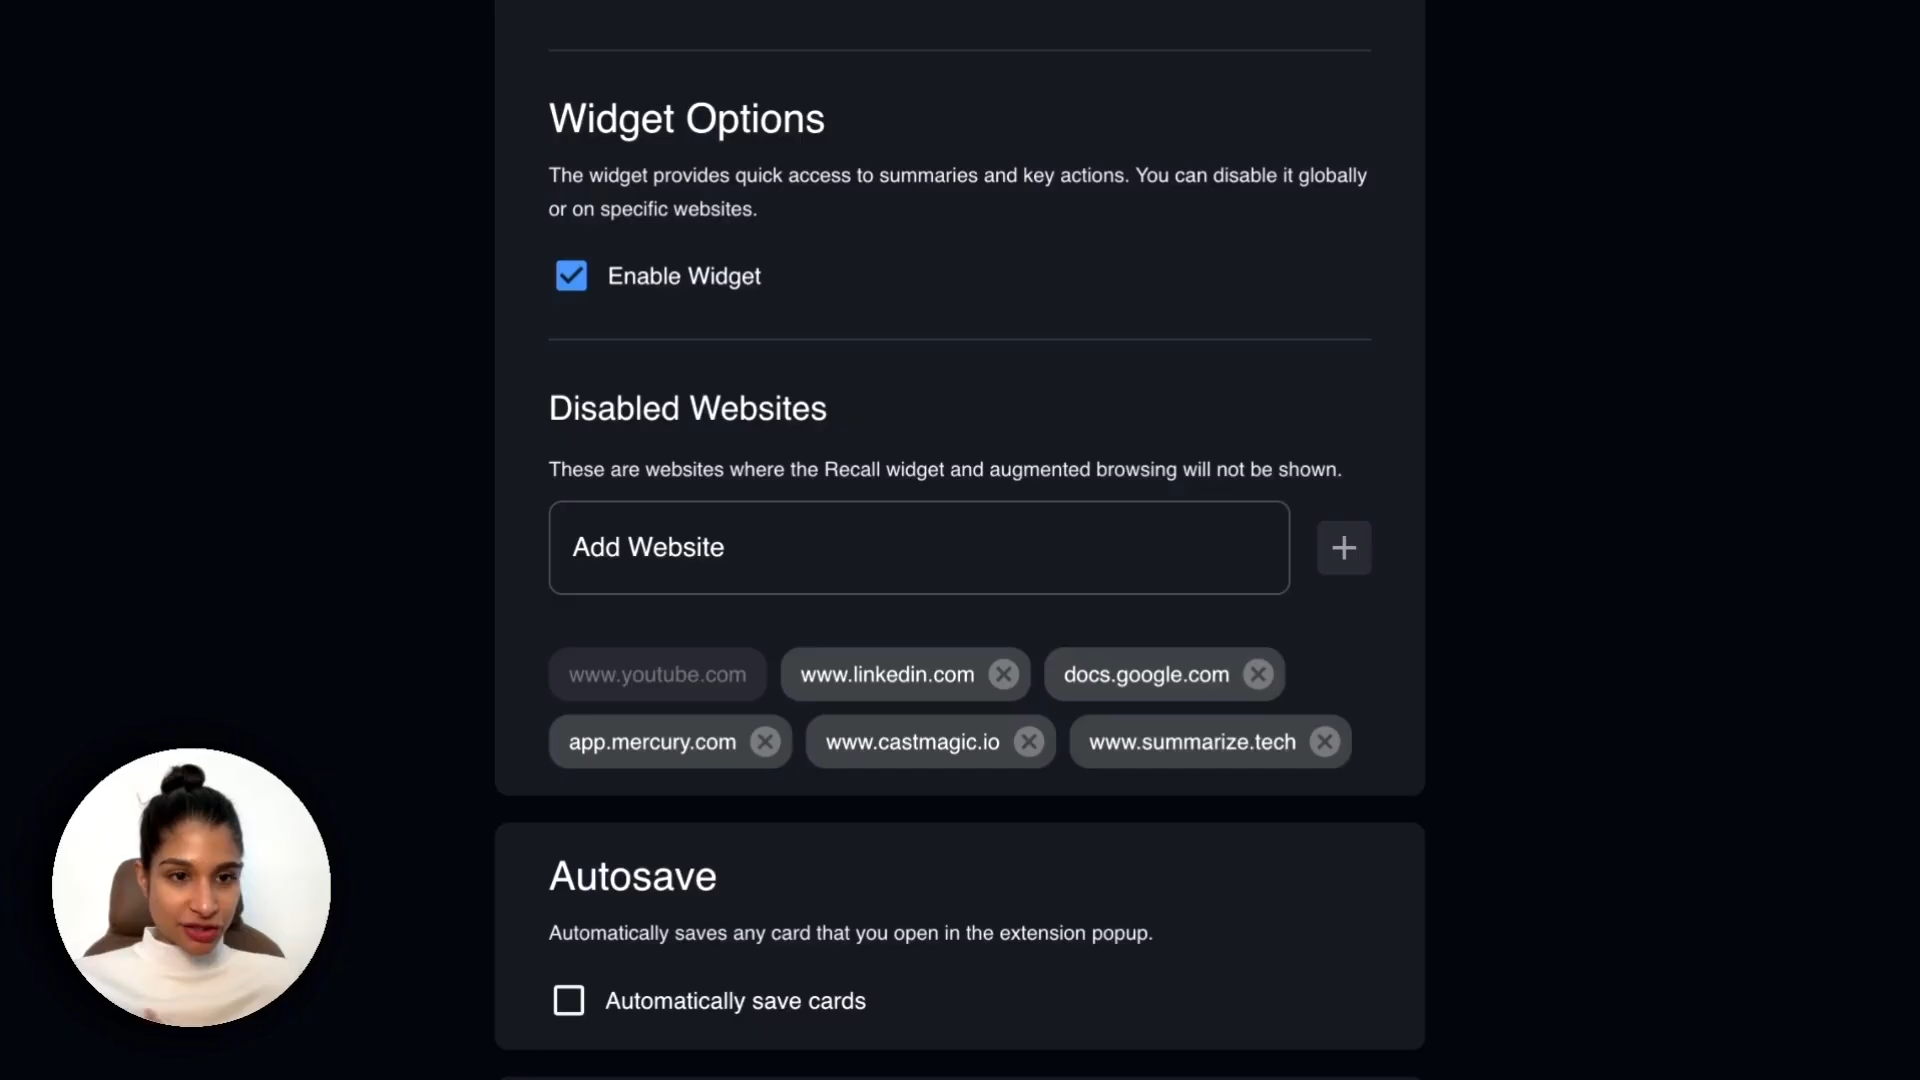 Widget Options
The widget provides quick access to summaries and key actions. You can disable it globally
or on specific websites.
Enable Widget
Disabled Websites
These are websites where the Recall widget and augmented browsing will not be shown.
Add Website
www.youtube.com www.linkedin.com docs.google.com
app.mercury.com www.castmagic.io www.summarize.tech
Autosave
Automatically saves any card that you open in the extension popup.
Automatically save cards